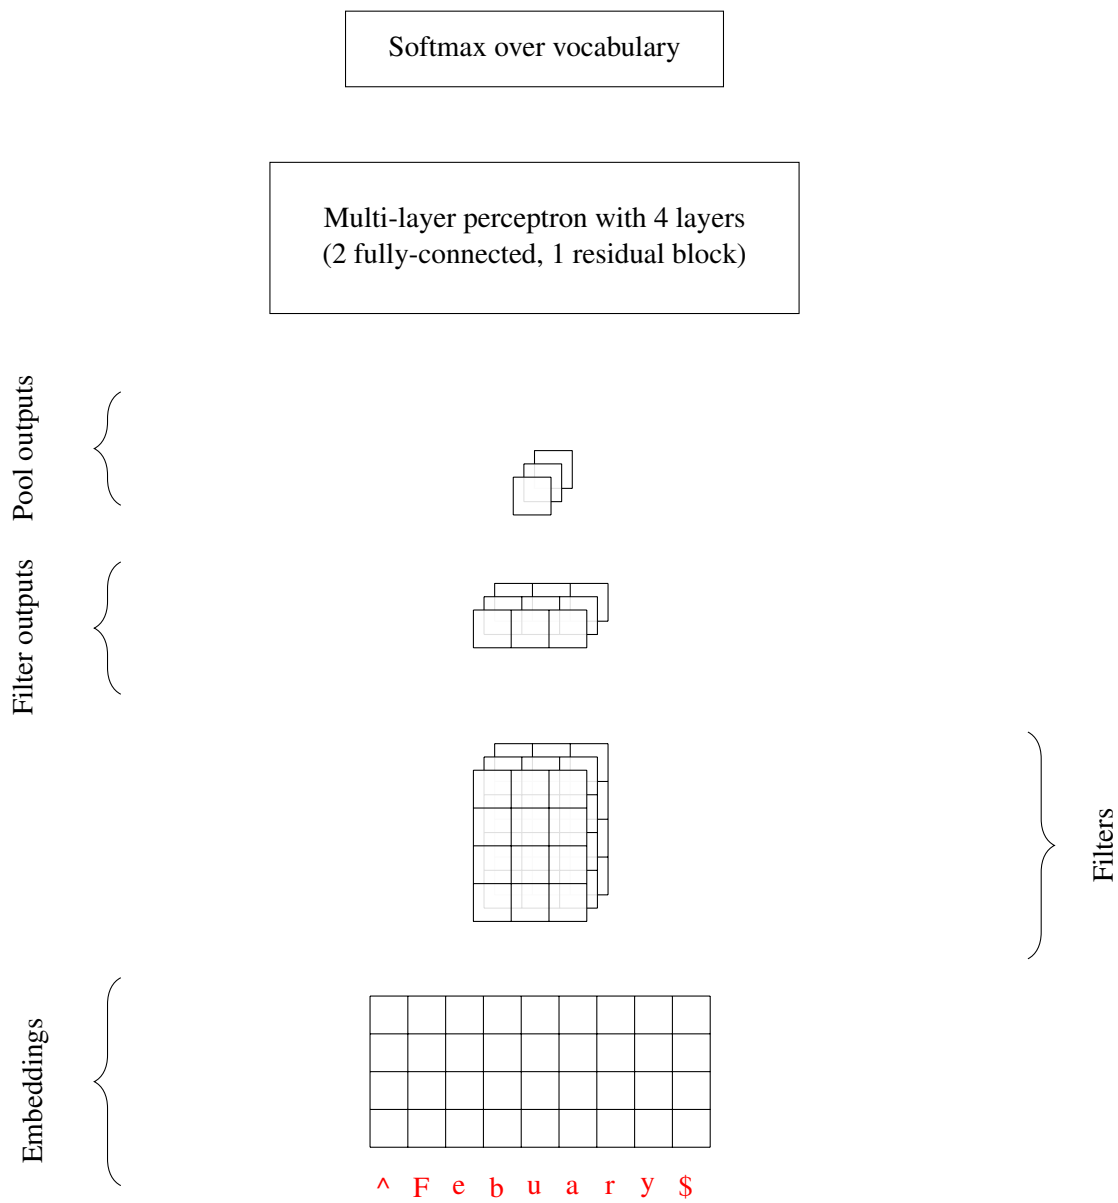 Softmax over vocabulary
Multi-layer perceptron with 4 layers
(2 fully-connected, 1 residual block)
Pool outputs
Filter outputs
Filters
Embeddings
^ F e b u a r y $